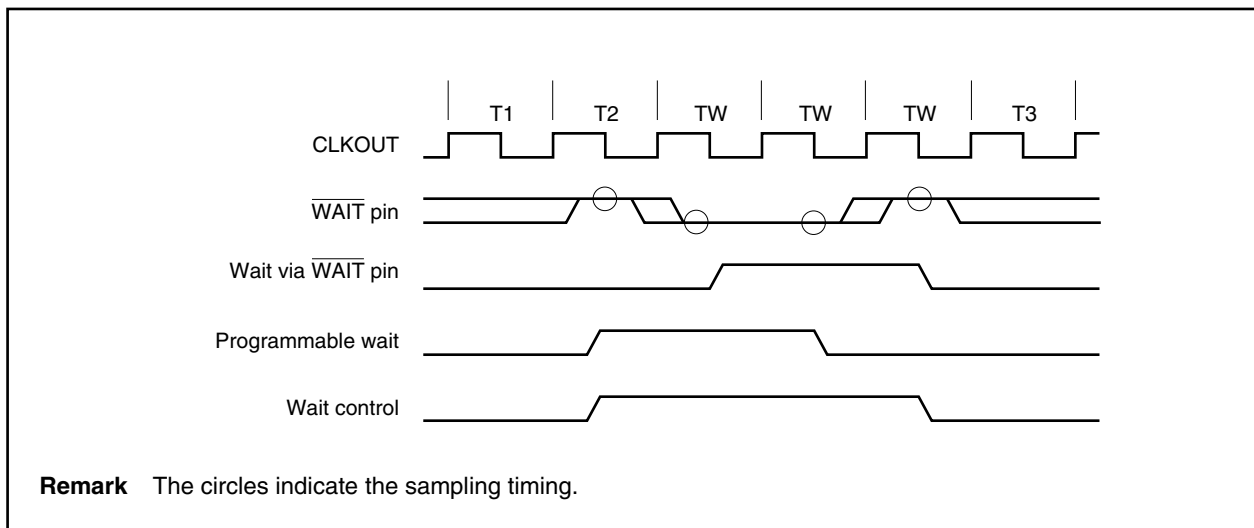 T1 T2 TW TW TW T3
CLKOUT
WAIT pin
Wait via WAIT pin
Programmable wait
Wait control
Remark The circles indicate the sampling timing.